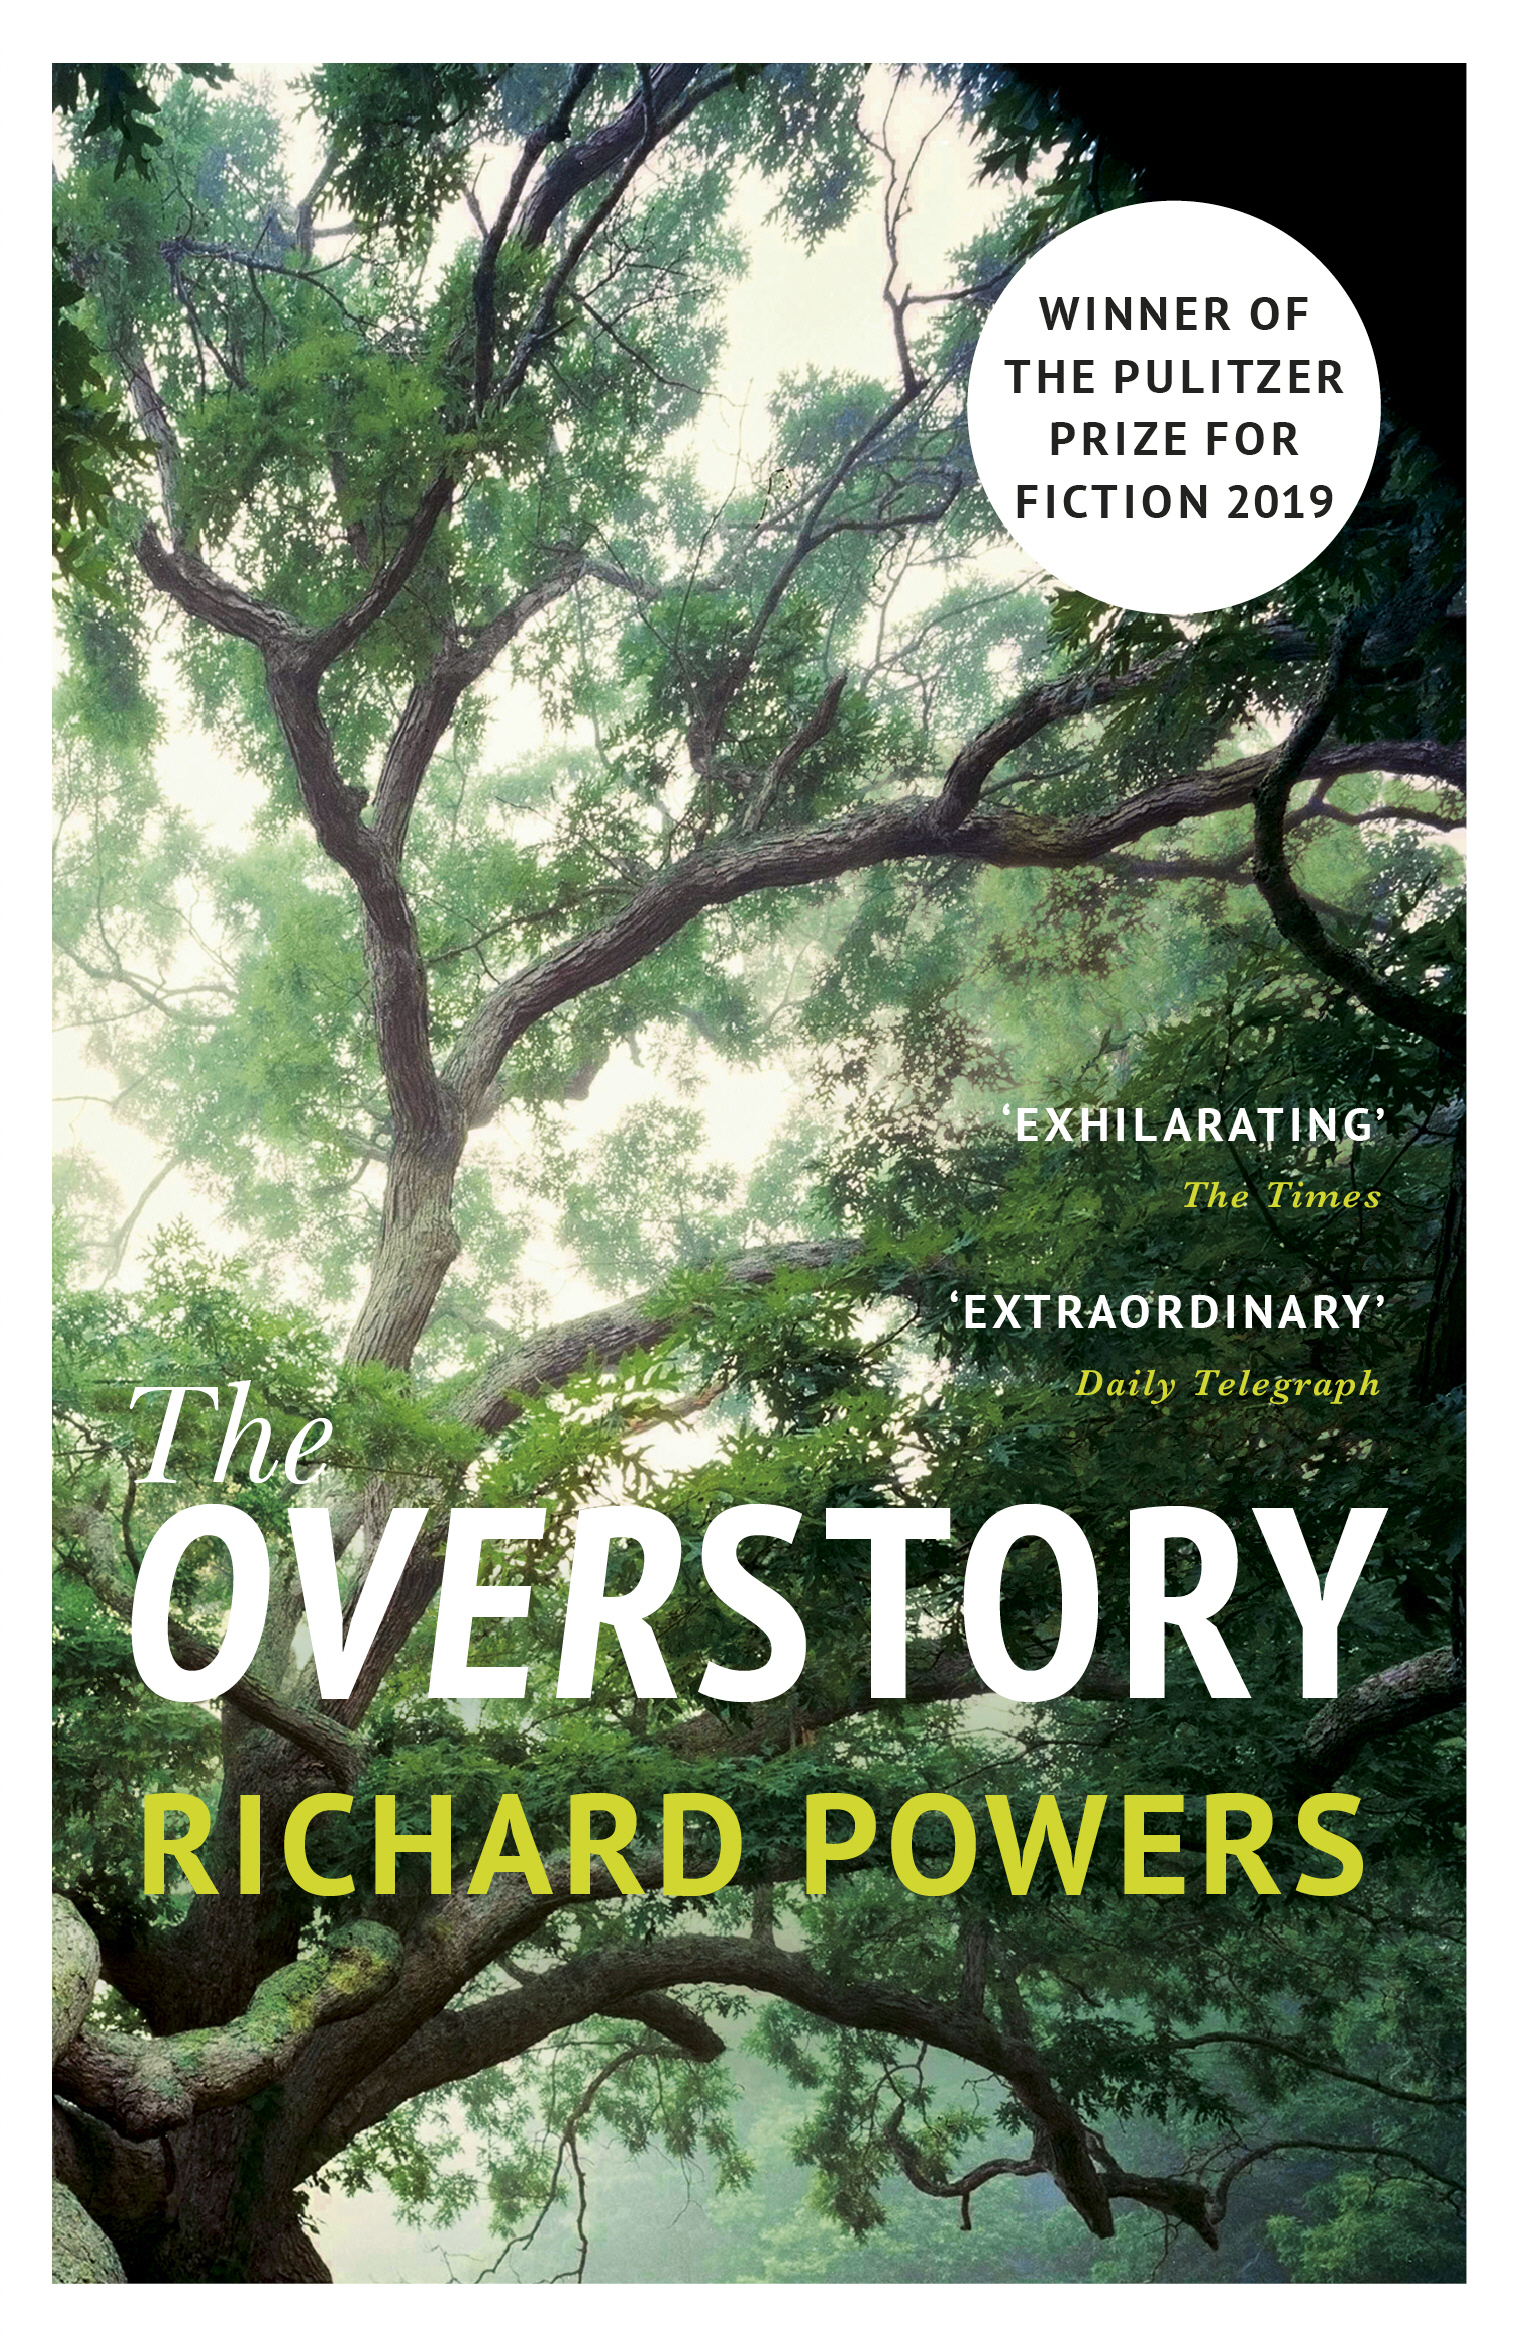 WINNER OF
THE PULITZER
PRIZE FOR
FICTION 2019
‘EXHILARATING’
The Times
‘EXTRAORDINARY’
Daily Telegraph
The
OVERSTORY
RICHARD POWERS